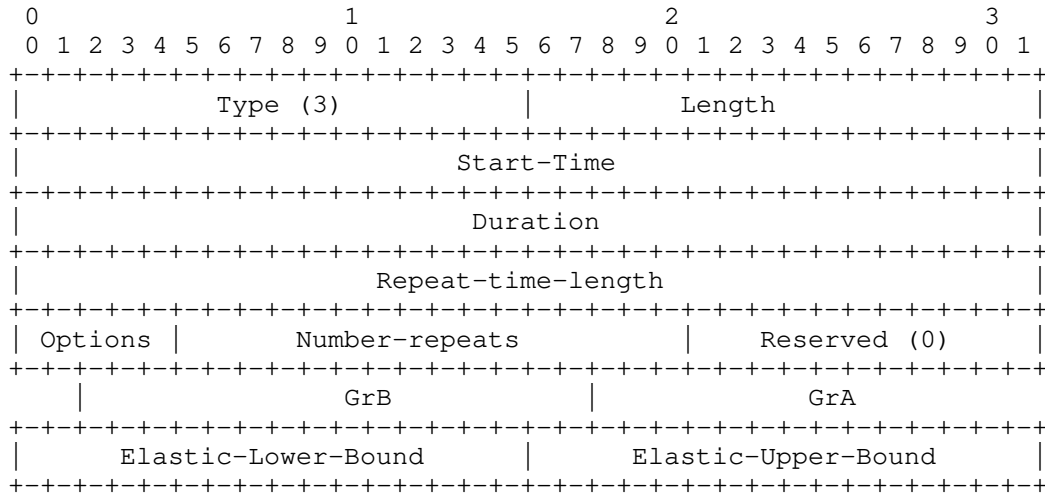 0                   1                   2                   3
 0 1 2 3 4 5 6 7 8 9 0 1 2 3 4 5 6 7 8 9 0 1 2 3 4 5 6 7 8 9 0 1
+-+-+-+-+-+-+-+-+-+-+-+-+-+-+-+-+-+-+-+-+-+-+-+-+-+-+-+-+-+-+-+-+
|            Type (3)           |         Length                |
+-+-+-+-+-+-+-+-+-+-+-+-+-+-+-+-+-+-+-+-+-+-+-+-+-+-+-+-+-+-+-+-+
|                           Start-Time                          |
+-+-+-+-+-+-+-+-+-+-+-+-+-+-+-+-+-+-+-+-+-+-+-+-+-+-+-+-+-+-+-+-+
|                            Duration                           |
+-+-+-+-+-+-+-+-+-+-+-+-+-+-+-+-+-+-+-+-+-+-+-+-+-+-+-+-+-+-+-+-+
|                      Repeat-time-length                       |
+-+-+-+-+-+-+-+-+-+-+-+-+-+-+-+-+-+-+-+-+-+-+-+-+-+-+-+-+-+-+-+-+
| Options |       Number-repeats          |    Reserved (0)     |
+-+-+-+-+-+-+-+-+-+-+-+-+-+-+-+-+-+-+-+-+-+-+-+-+-+-+-+-+-+-+-+-+
    |                GrB              |             GrA
+-+-+-+-+-+-+-+-+-+-+-+-+-+-+-+-+-+-+-+-+-+-+-+-+-+-+-+-+-+-+-+-+
|      Elastic-Lower-Bound      |      Elastic-Upper-Bound      |
+-+-+-+-+-+-+-+-+-+-+-+-+-+-+-+-+-+-+-+-+-+-+-+-+-+-+-+-+-+-+-+-+